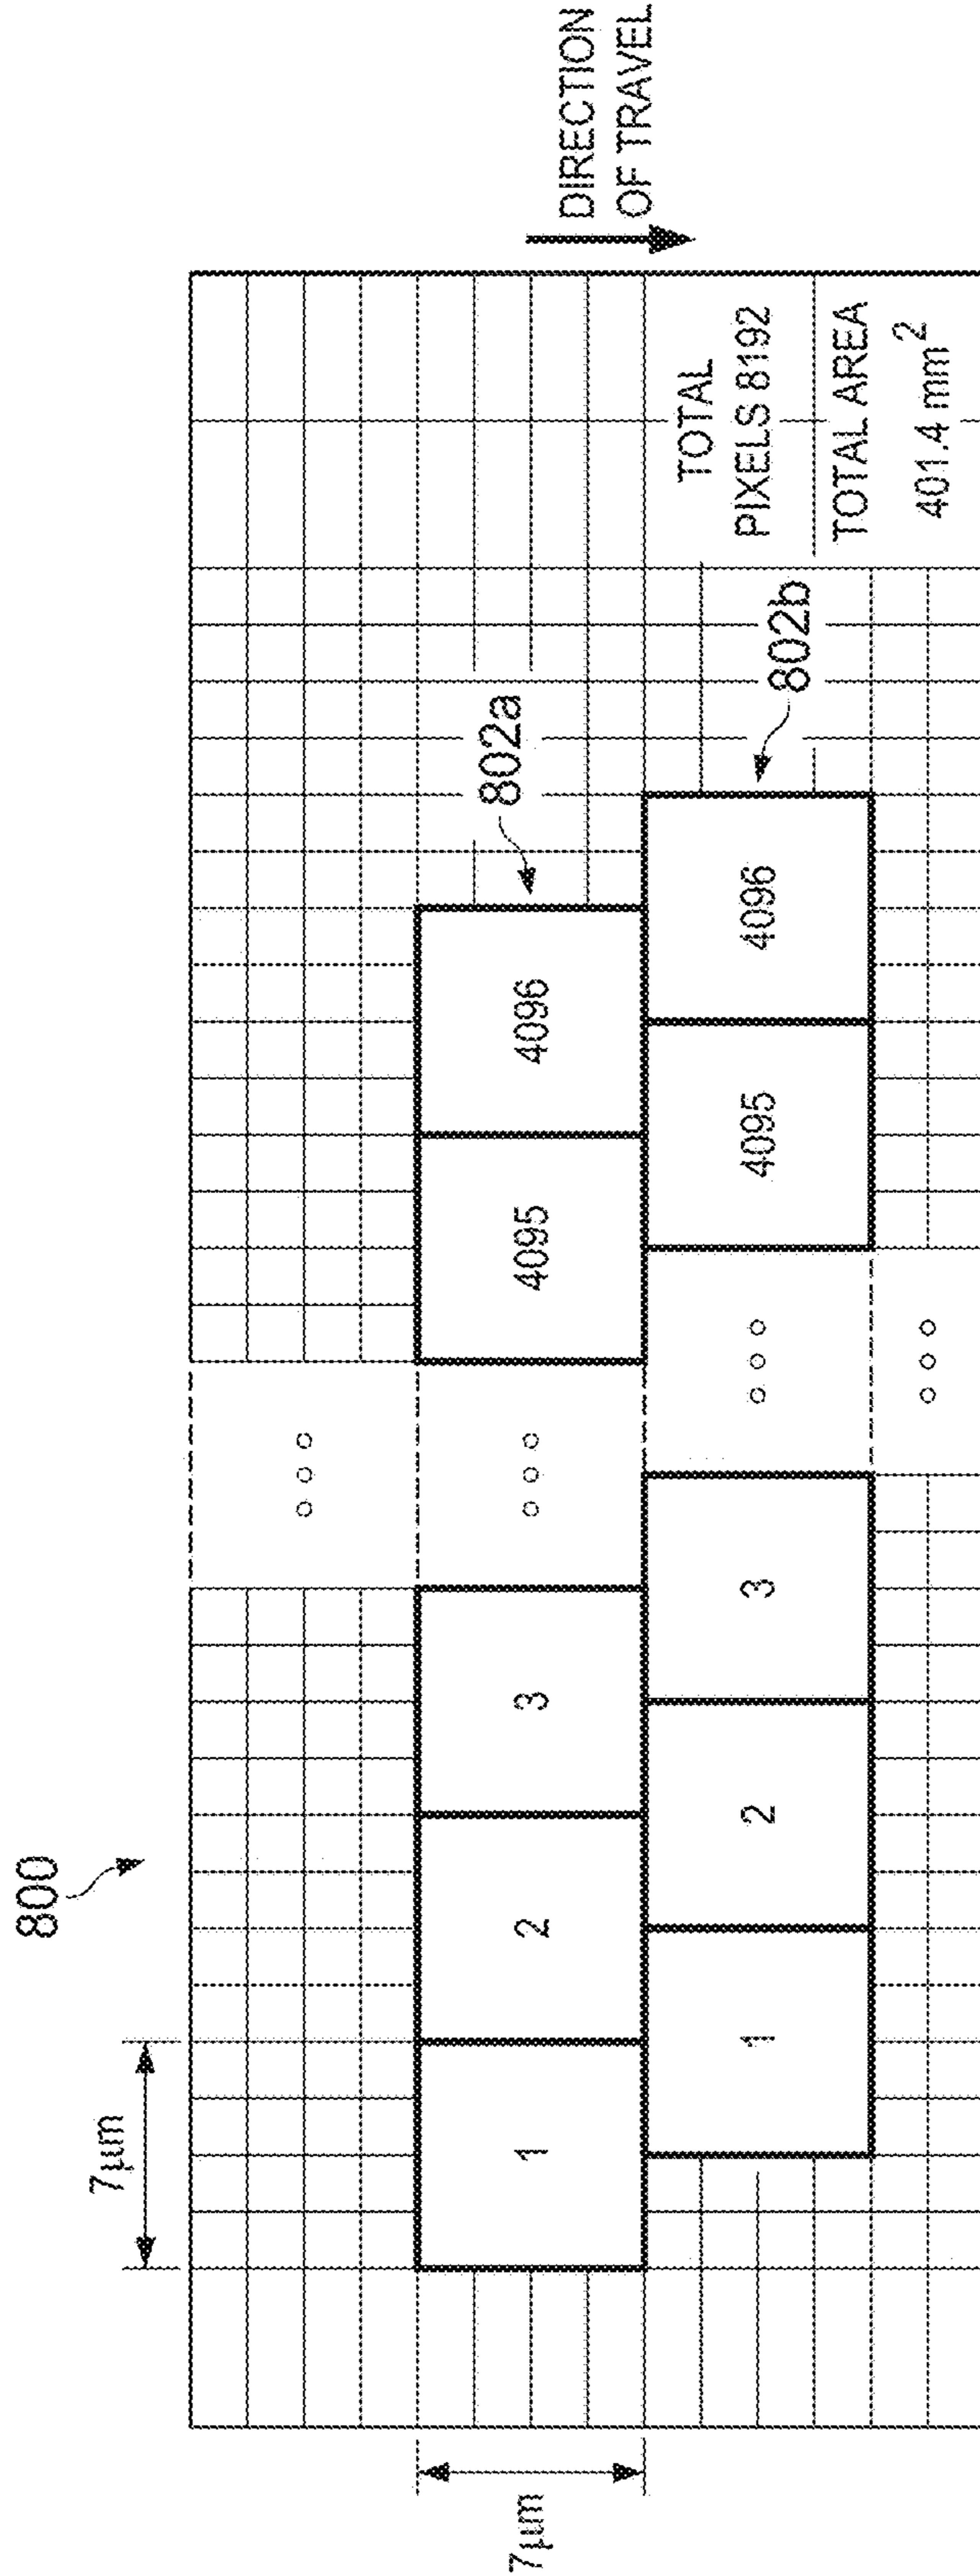 800
7μm
7μm
DIRECTION
OF TRAVEL
1
2
3
4095
4096
802a
1
2
3
4095
4096
802b
TOTAL
PIXELS 8192
TOTAL AREA
401.4 mm²